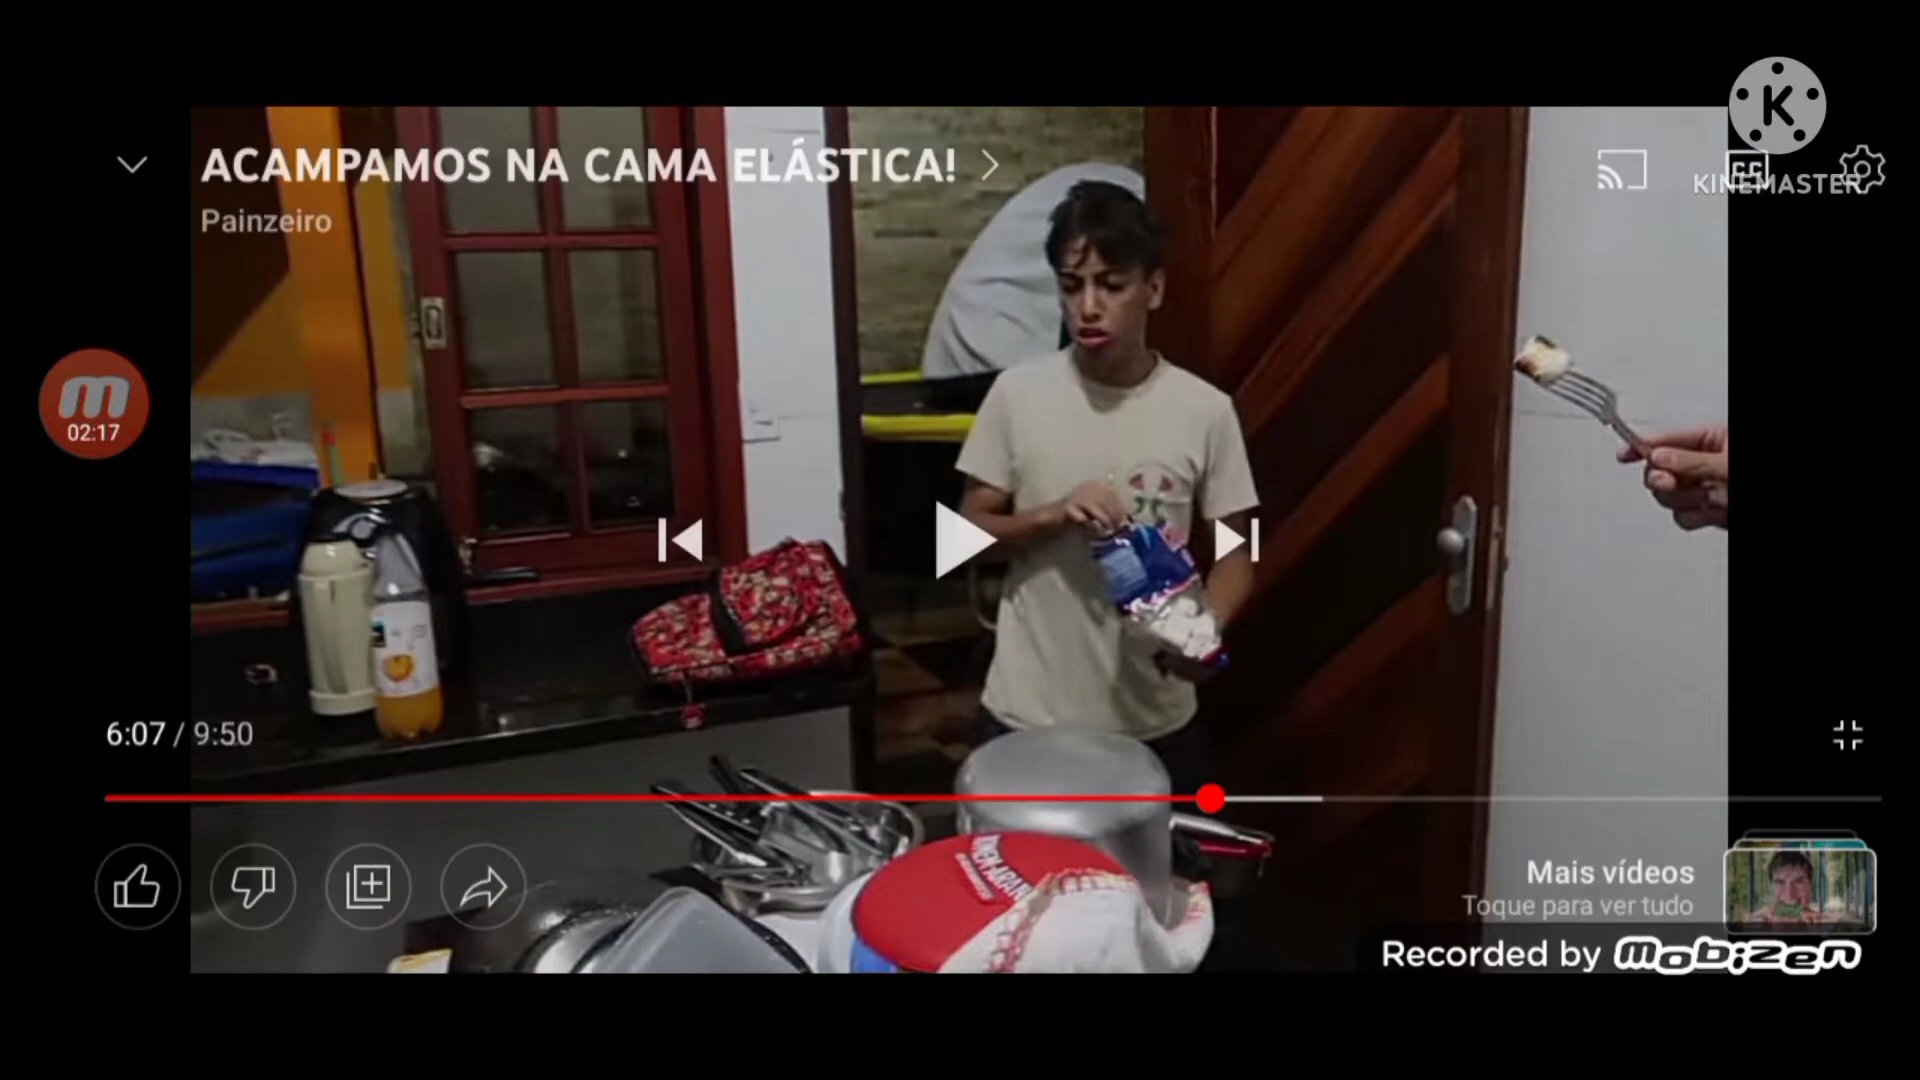 ACAMPAMOS NA CAMA ELÁSTICA!
Painzeiro
K
CC
KINEMASTER
m
02:17
6:07 / 9:50
Mais vídeos
Toque para ver tudo
Recorded by mobizen